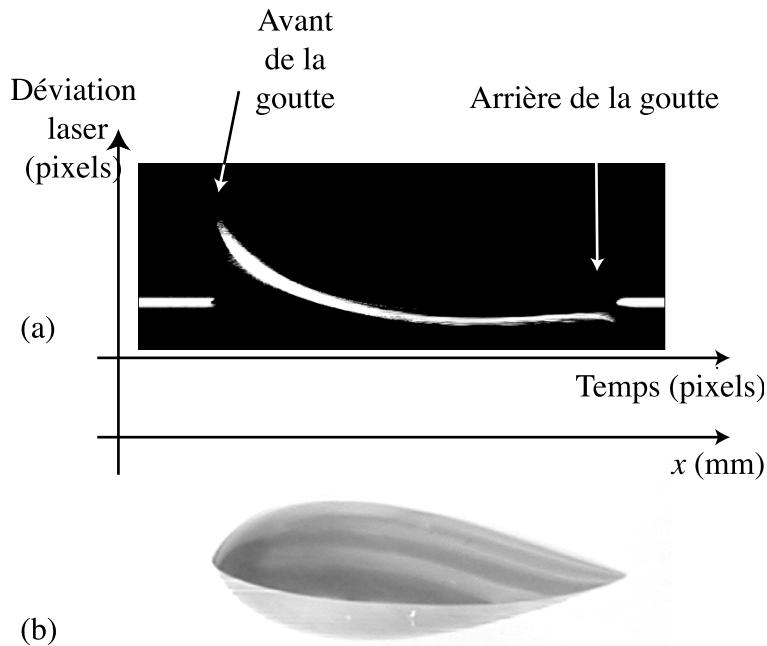 Avant
de la
goutte
Déviation
laser
(pixels)
Arrière de la goutte
(a)
Temps (pixels)
x (mm)
(b)